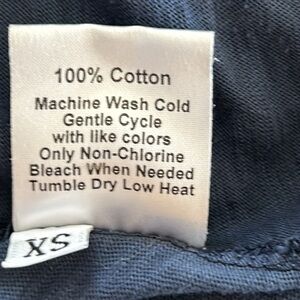 100% Cotton
Machine Wash Cold
Gentle Cycle
with like colors
Only Non-Chlorine
Bleach When Needed
Tumble Dry Low Heat
XS